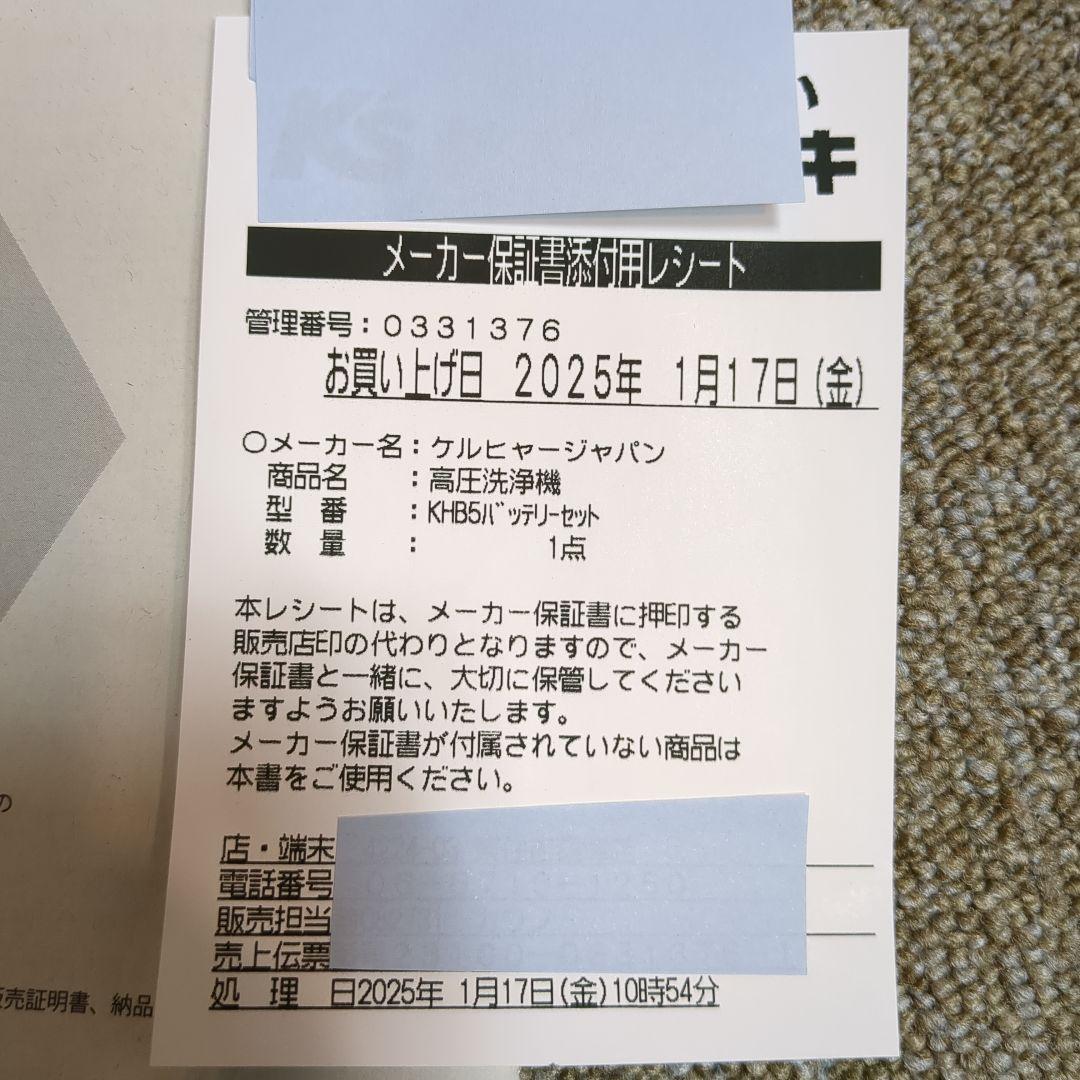 K's
キ
メーカー保証書添付用レシート
管理番号：０３３１３７６
お買い上げ日 2025年 1月17日(金)
○メーカー名：ケルヒャージャパン
商品名 ：高圧洗浄機
型 番 ：KHB5ﾊﾞｯﾃﾘｰｾｯﾄ
数 量 ： 1点
本レシートは、メーカー保証書に押印する
販売店印の代わりとなりますので、メーカー
保証書と一緒に、大切に保管してください
ますようお願いいたします。
メーカー保証書が付属されていない商品は
本書をご使用ください。
店・端末
電話番号
販売担当
売上伝票
処 理 日2025年 1月17日(金)10時54分
の
売証明書、納品